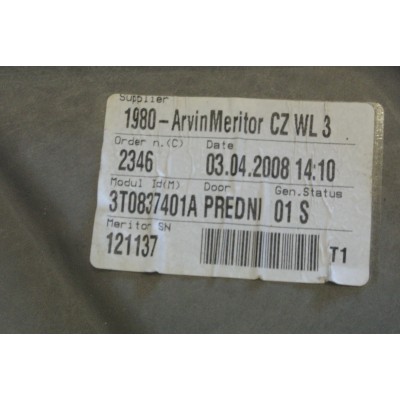 Supplier
1980-ArvinMeritor CZ WL 3
Order n.(C) Date
2346 03.04.2008 14:10
Modul Id(M) Door Gen.Status
3T0837401A PREDNI 01 S
Meritor SN
121137
T1